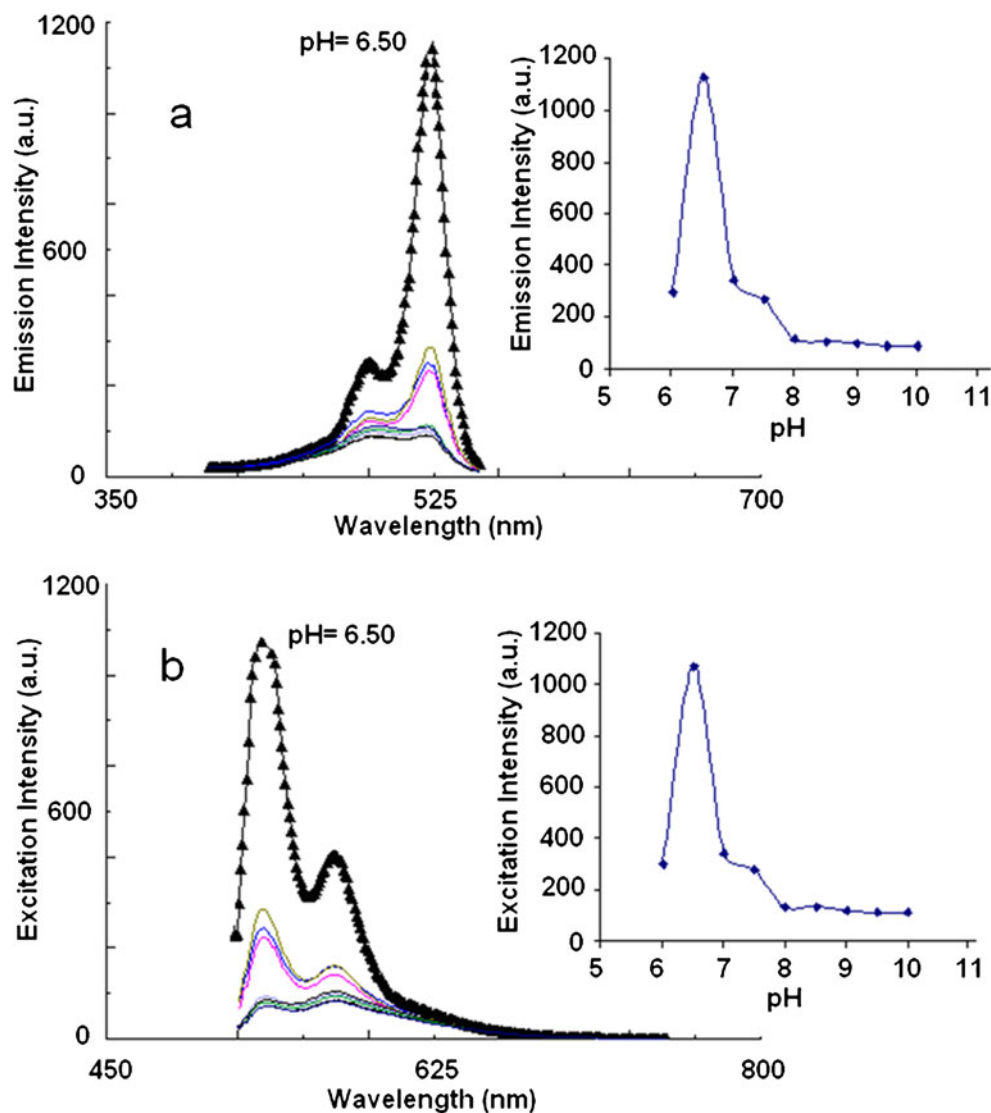 1200
pH= 6.50
a
Emission Intensity (a.u.)
600
0
350
525
700
Wavelength (nm)
1200
1000
800
600
400
200
0
Emission Intensity (a.u.)
5 6 7 8 9 10 11
pH
1200
pH= 6.50
b
Excitation Intensity (a.u.)
600
0
450
625
800
Wavelength (nm)
1200
1000
800
600
400
200
0
Excitation Intensity (a.u.)
5 6 7 8 9 10 11
pH